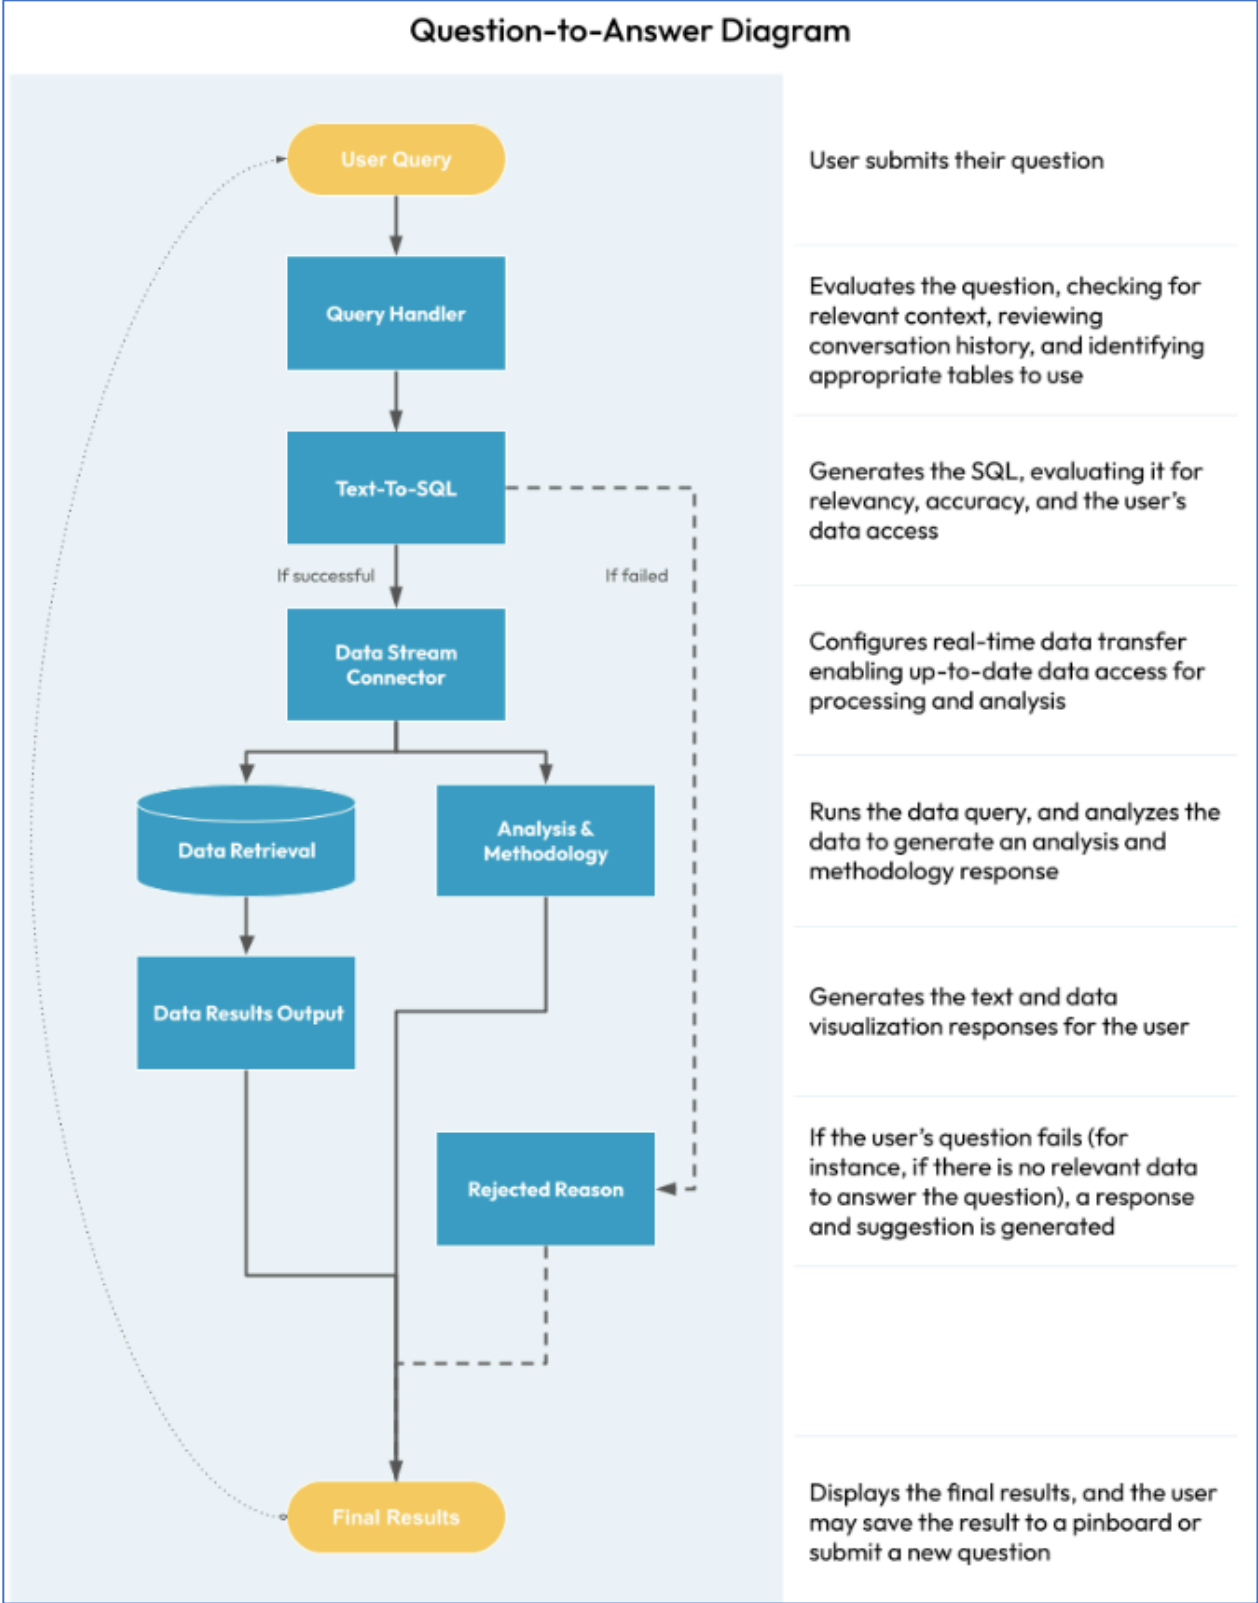 Question-to-Answer Diagram
User Query
User submits their question
Query Handler
Evaluates the question, checking for
relevant context, reviewing
conversation history, and identifying
appropriate tables to use
Text-To-SQL
Generates the SQL, evaluating it for
relevancy, accuracy, and the user's
data access
If successful
If failed
Data Stream
Connector
Configures real-time data transfer
enabling up-to-date data access for
processing and analysis
Data Retrieval
Analysis &
Methodology
Runs the data query, and analyzes the
data to generate an analysis and
methodology response
Data Results Output
Generates the text and data
visualization responses for the user
Rejected Reason
If the user's question fails (for
instance, if there is no relevant data
to answer the question), a response
and suggestion is generated
Final Results
Displays the final results, and the user
may save the result to a pinboard or
submit a new question